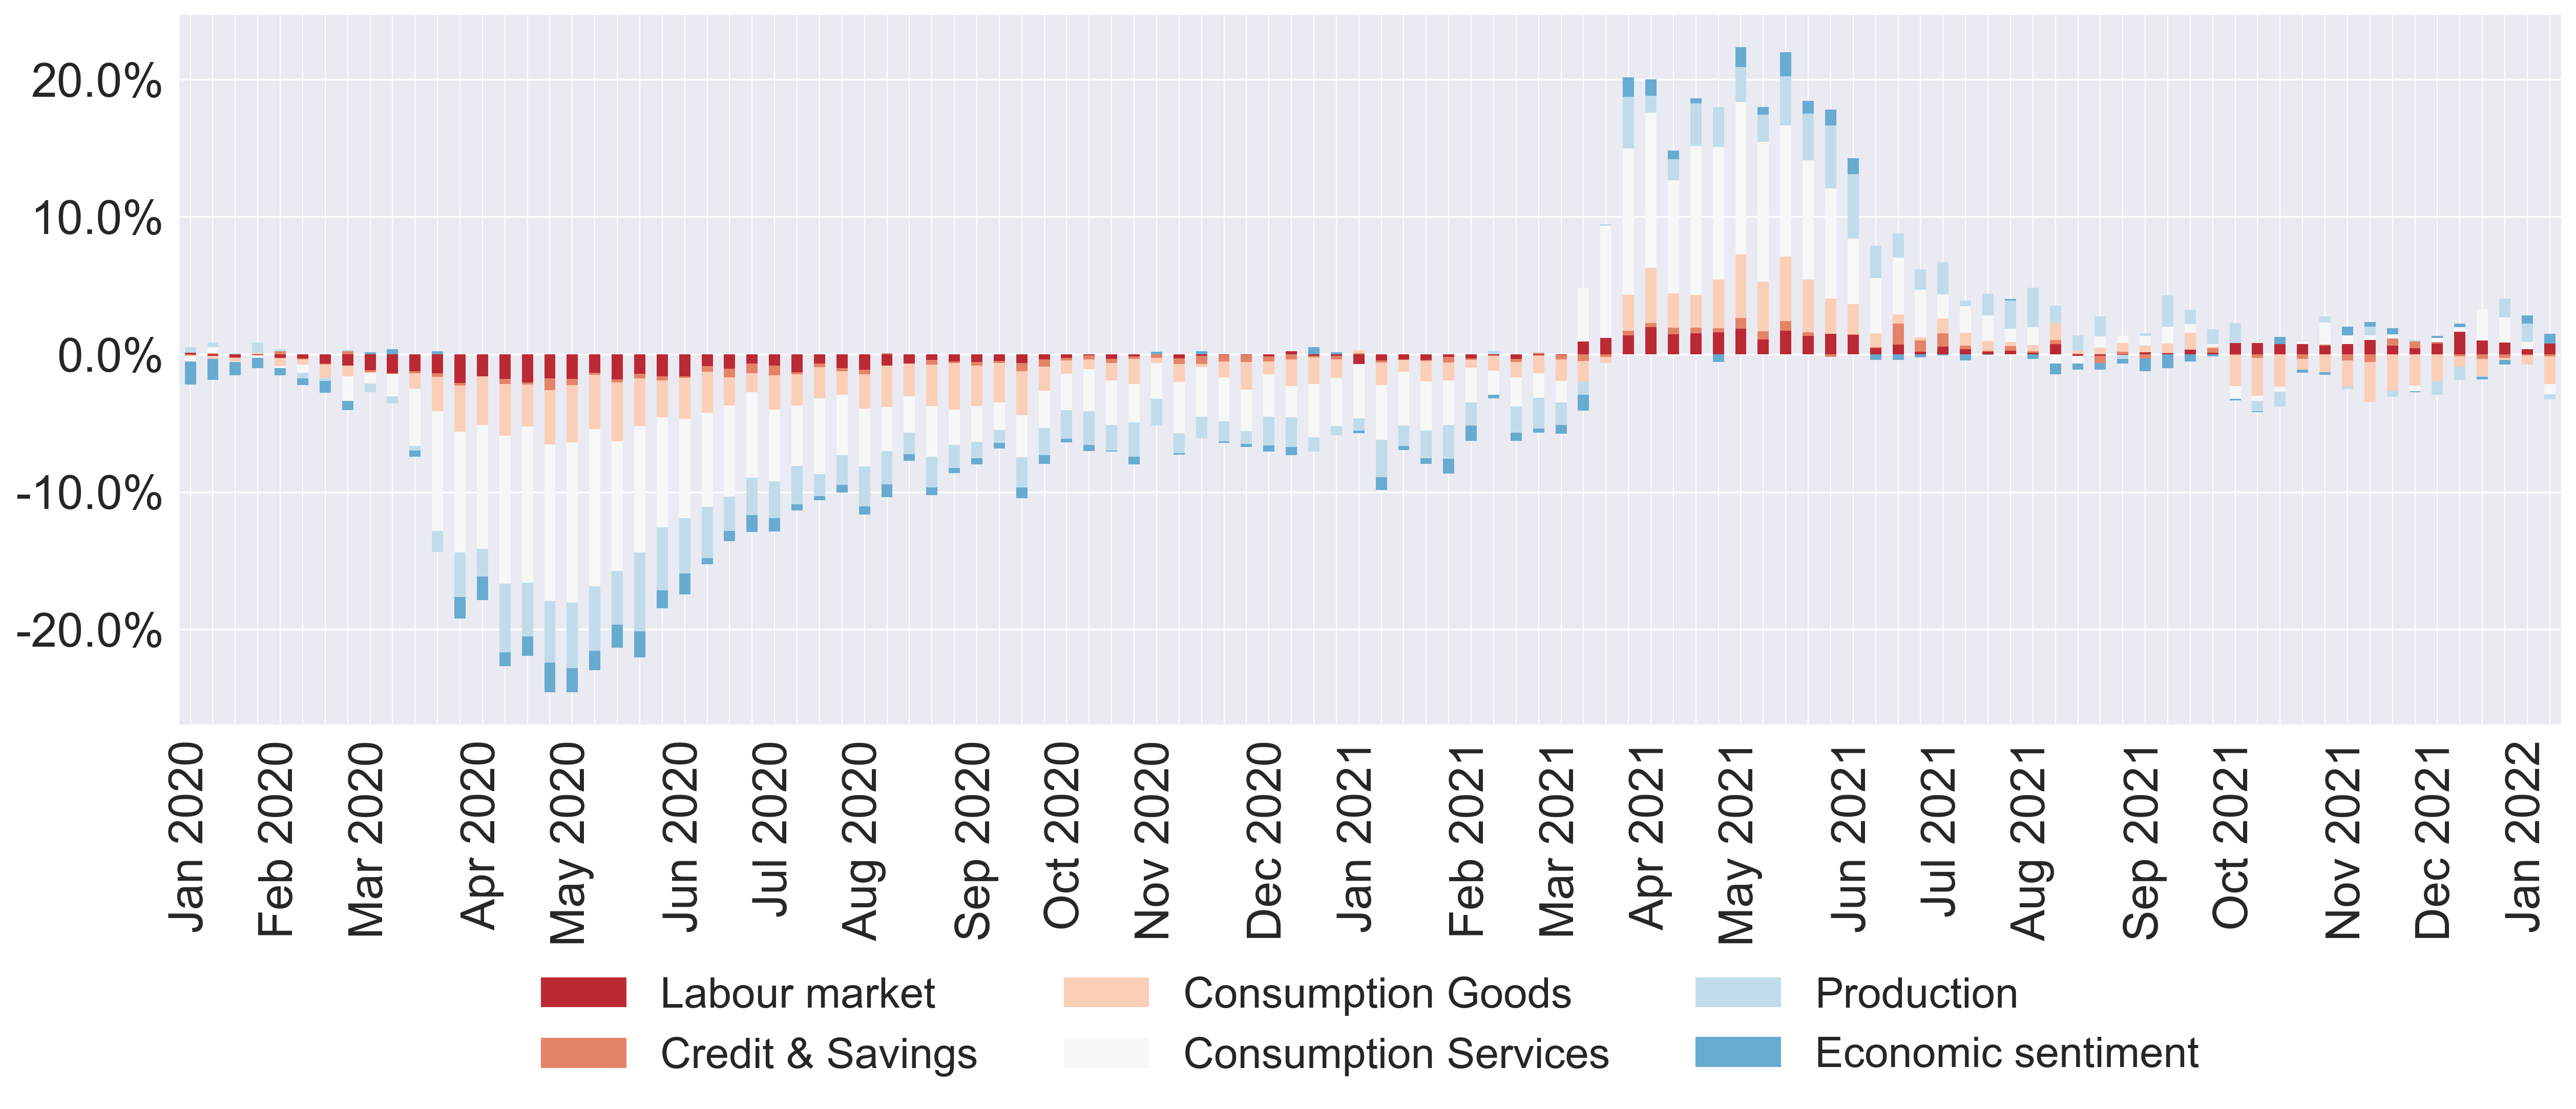 20.0%
10.0%
0.0%
-10.0%
-20.0%
Jan 2020
Feb 2020
Mar 2020
Apr 2020
May 2020
Jun 2020
Jul 2020
Aug 2020
Sep 2020
Oct 2020
Nov 2020
Dec 2020
Jan 2021
Feb 2021
Mar 2021
Apr 2021
May 2021
Jun 2021
Jul 2021
Aug 2021
Sep 2021
Oct 2021
Nov 2021
Dec 2021
Jan 2022
Labour market
Consumption Goods
Production
Credit & Savings
Consumption Services
Economic sentiment